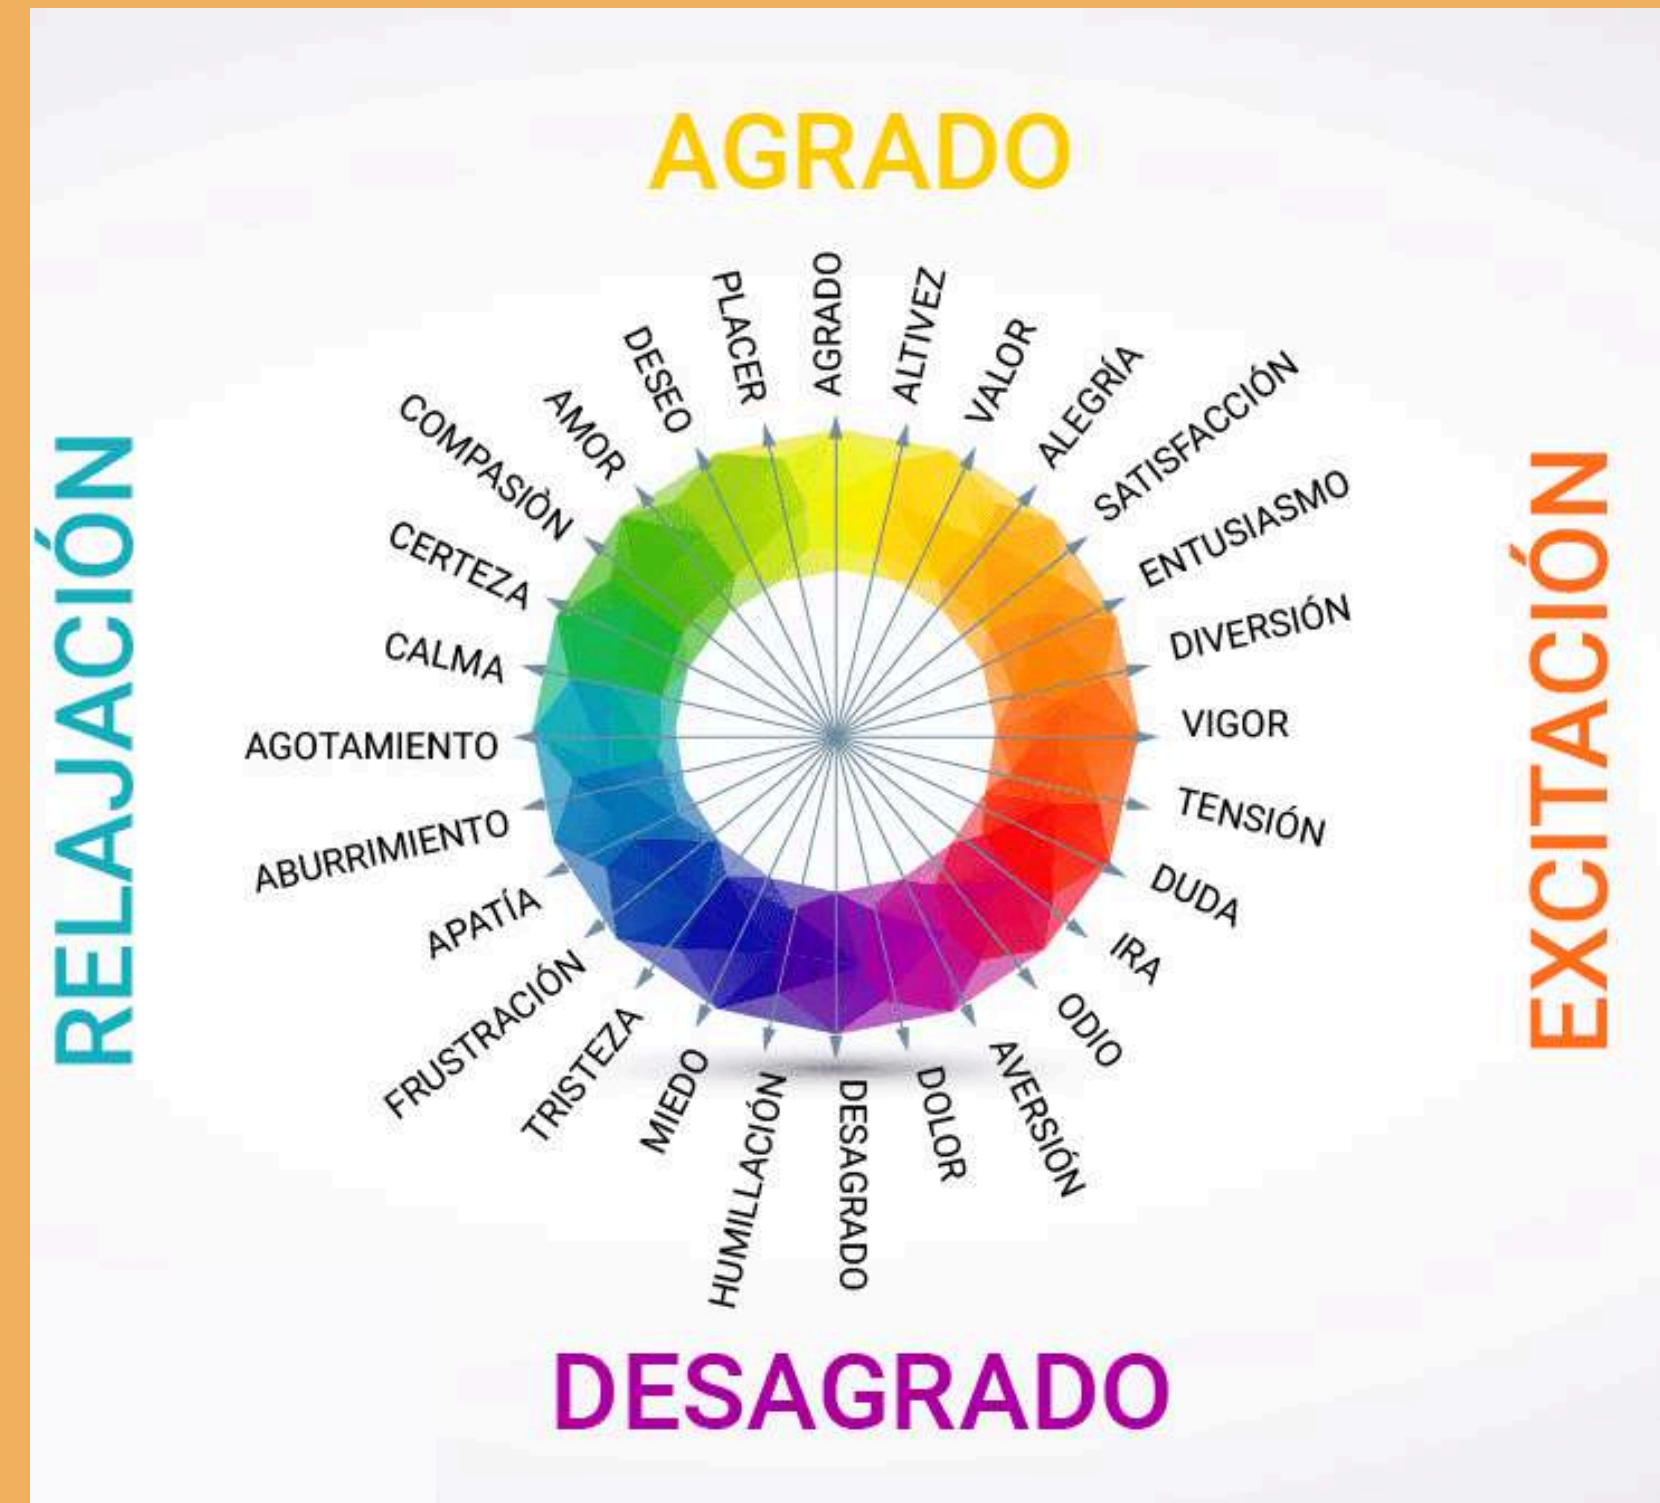 AGRADO
AGRADO
ALTIVEZ
VALOR
ALEGRÍA
SATISFACCIÓN
ENTUSIASMO
DIVERSIÓN
VIGOR
TENSIÓN
DUDA
IRA
ODIO
AVERSIÓN
DOLOR
DESAGRADO
HUMILLACIÓN
MIEDO
TRISTEZA
FRUSTRACIÓN
APATÍA
ABURRIMIENTO
AGOTAMIENTO
CALMA
CERTEZA
COMPASIÒN
AMOR
DESEO
PLACER
RELAJACIÓN
EXCITACIÓN
DESAGRADO